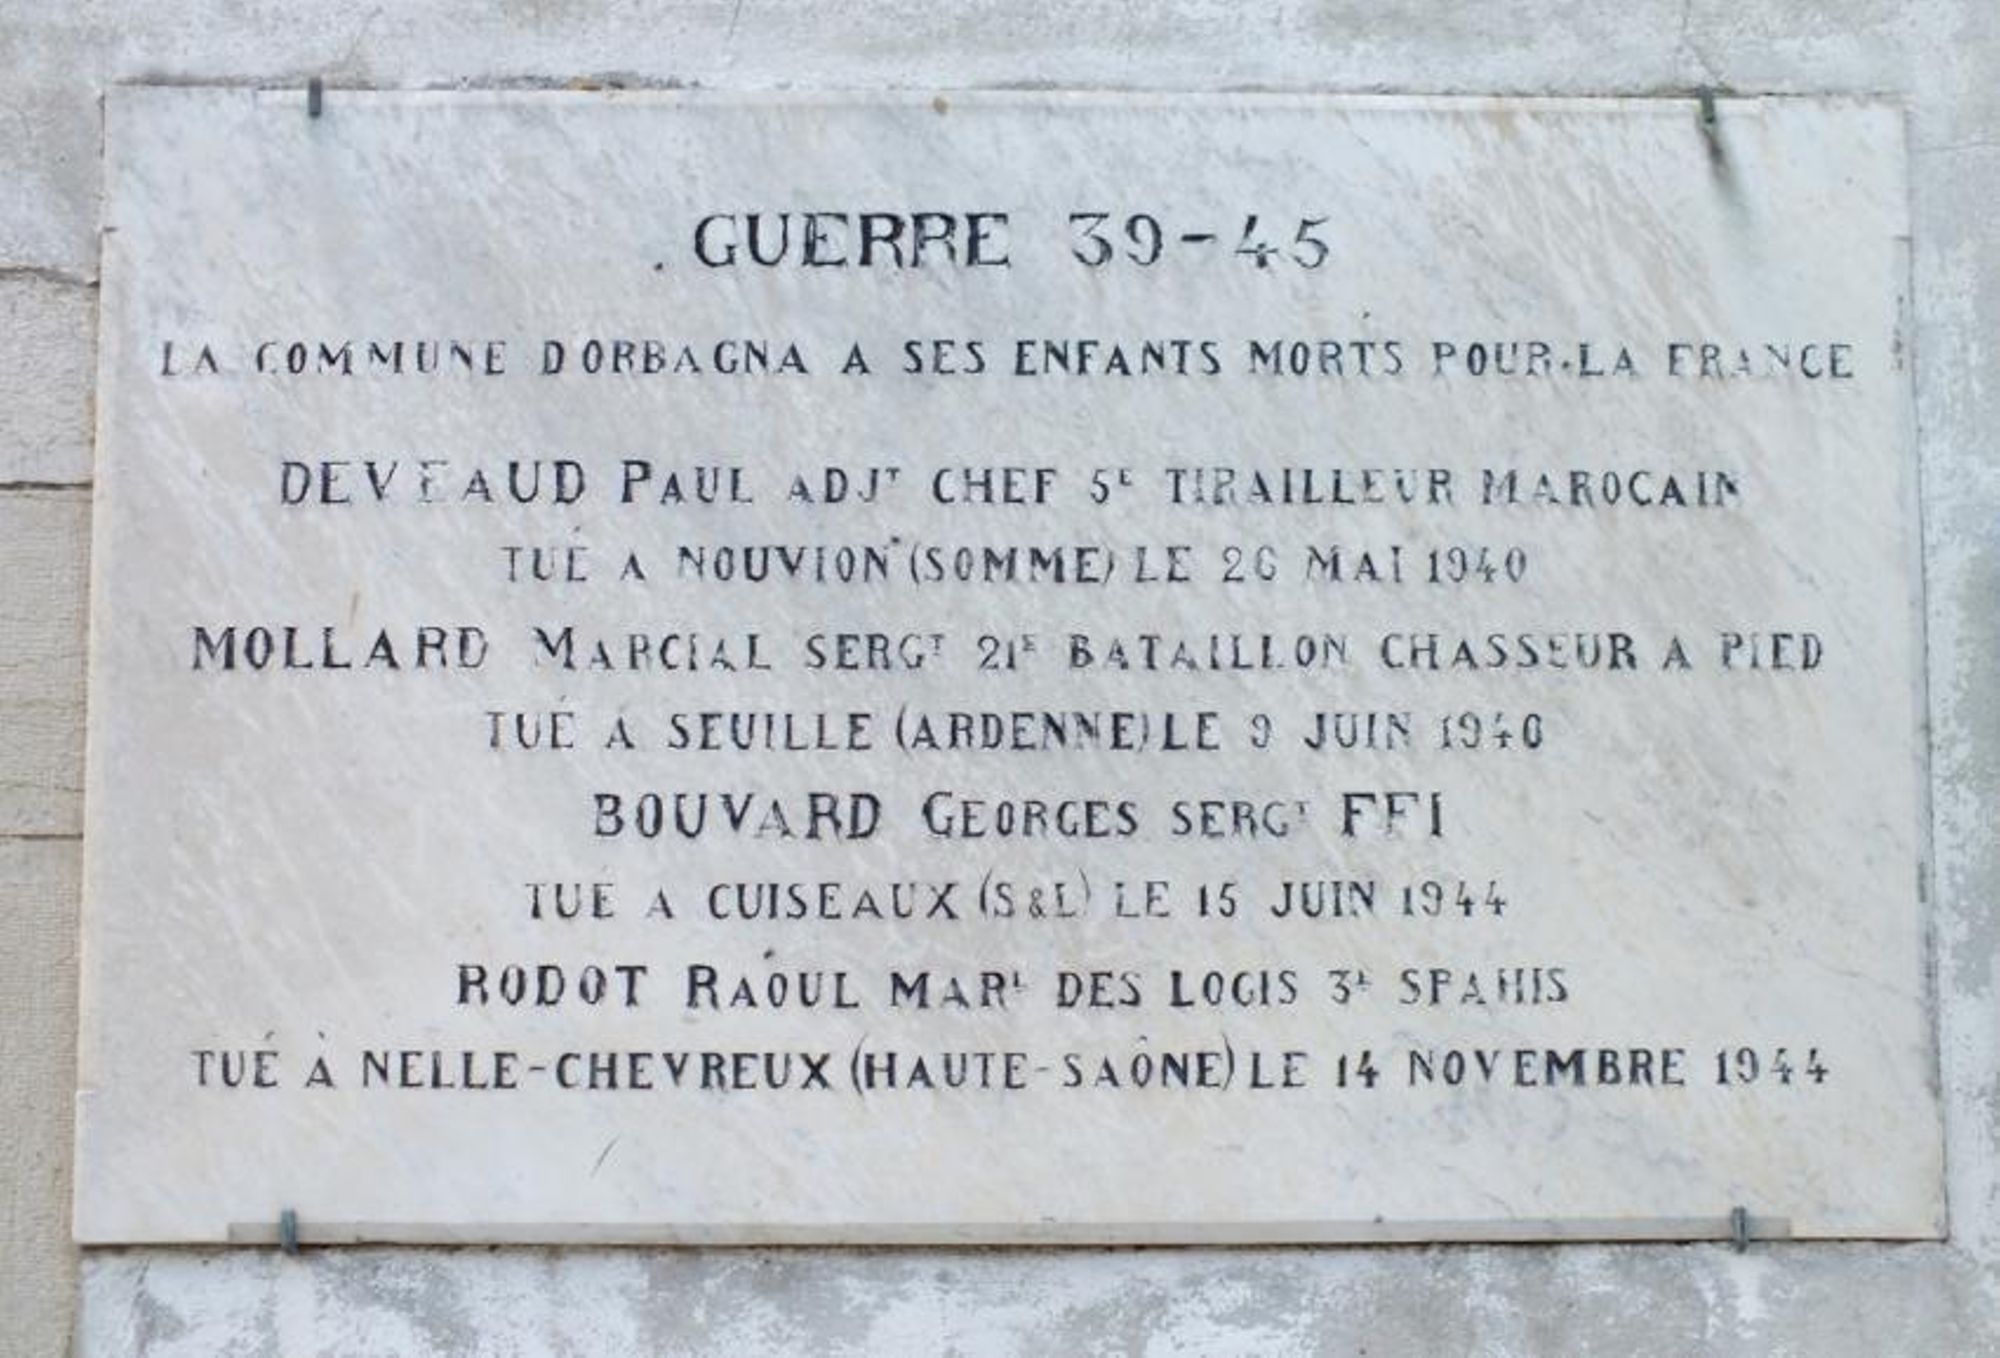 GUERRE 39-45
LA COMMUNE DORBAGNA A SES ENFANTS MORTS POUR LA FRANCE
DEVEAUD PAUL ADJT CHEF 5E TIRAILLEUR MAROCAIN
TUÉ A NOUVION (SOMME) LE 26 MAI 1940
MOLLARD MARCIAL SERGT 21E BATAILLON CHASSEUR A PIED
TUÉ A SEUILLE (ARDENNE) LE 9 JUIN 1940
BOUVARD GEORGES SERGT FFI
TUÉ A CUISEAUX (S&L) LE 15 JUIN 1944
RODOT RAOUL MARL DES LOGIS 3E SPAHIS
TUÉ À NELLE-CHEVREUX (HAUTE-SAÔNE) LE 14 NOVEMBRE 1944